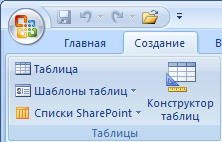 Главная Создание В
Таблица
Шаблоны таблиц
Списки SharePoint
Конструктор
таблиц
Таблицы